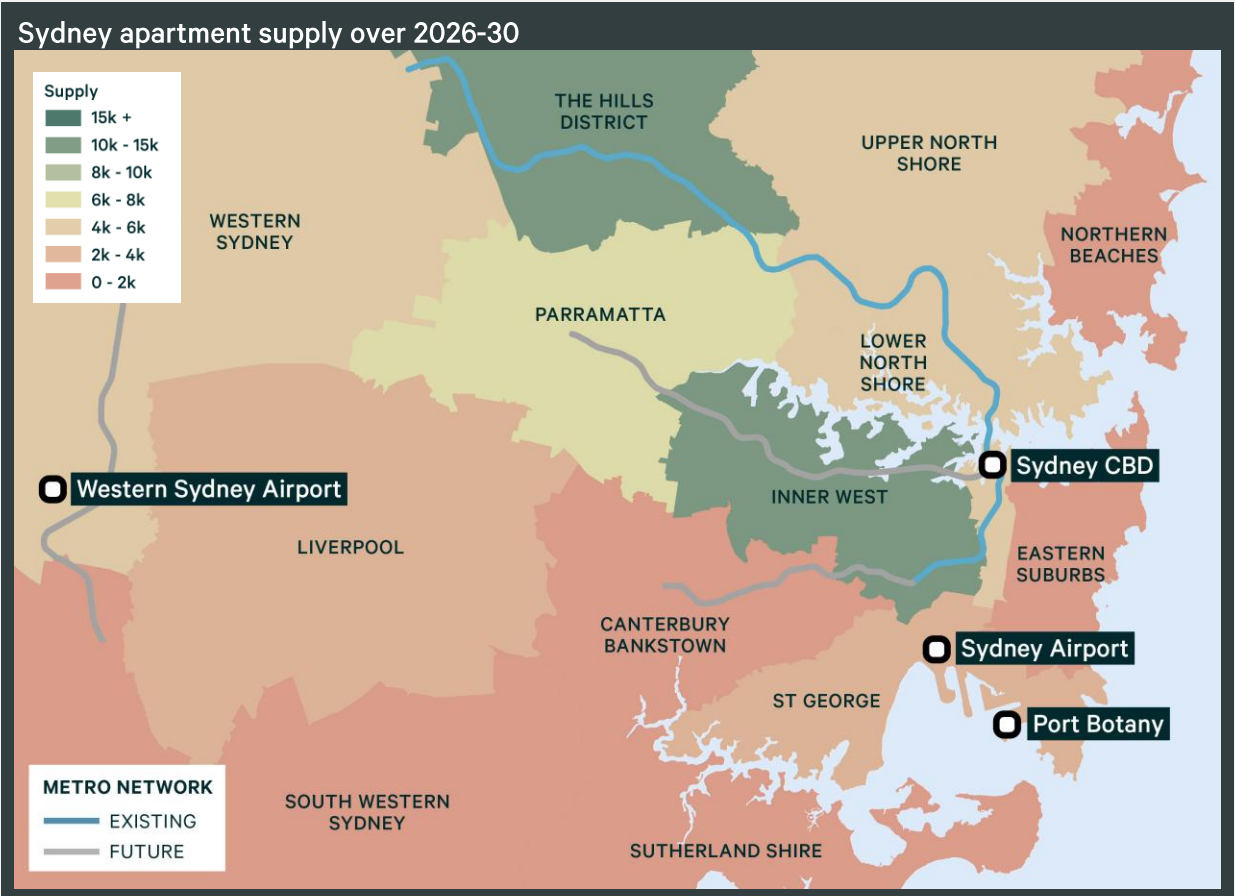 Sydney apartment supply over 2026-30
Supply
15k +
10k - 15k
8k - 10k
6k - 8k
4k - 6k
2k - 4k
0 - 2k
THE HILLS
DISTRICT
UPPER NORTH
SHORE
WESTERN
SYDNEY
NORTHERN
BEACHES
PARRAMATTA
LOWER
NORTH
SHORE
Sydney CBD
Western Sydney Airport
INNER WEST
LIVERPOOL
EASTERN
SUBURBS
CANTERBURY
BANKSTOWN
Sydney Airport
ST GEORGE
Port Botany
METRO NETWORK
EXISTING
FUTURE
SOUTH WESTERN
SYDNEY
SUTHERLAND SHIRE